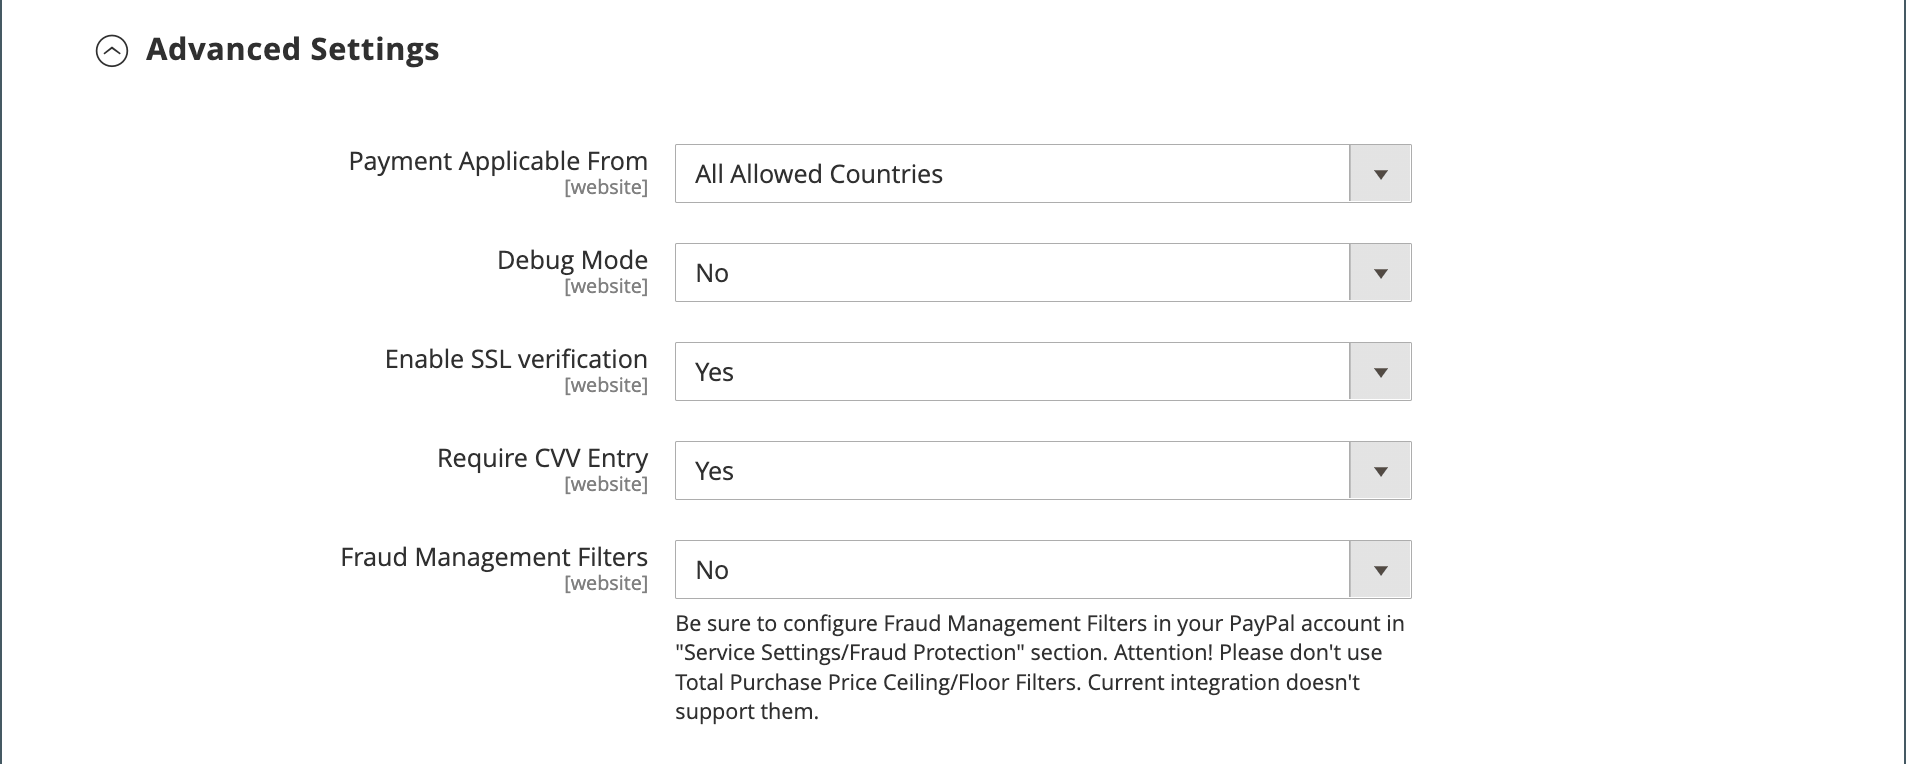 Advanced Settings
Payment Applicable From
[website]
All Allowed Countries
Debug Mode
[website]
No
Enable SSL verification
[website]
Yes
Require CVV Entry
[website]
Yes
Fraud Management Filters
[website]
No
Be sure to configure Fraud Management Filters in your PayPal account in
"Service Settings/Fraud Protection" section. Attention! Please don't use
Total Purchase Price Ceiling/Floor Filters. Current integration doesn't
support them.